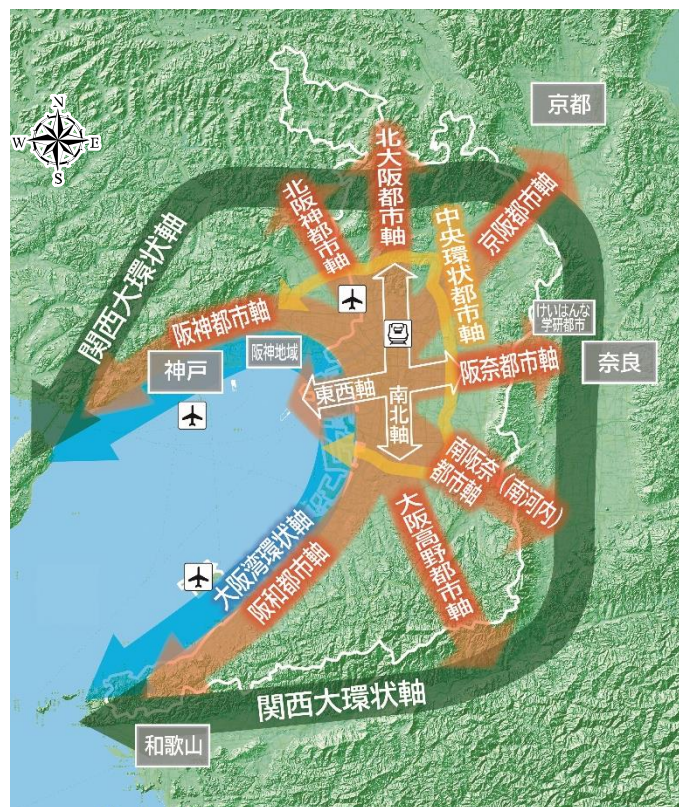 京都
N
W
E
S
北大阪都市軸
北阪神都市軸
中央環状都市軸
京阪都市軸
関西大環状軸
阪神都市軸
けいはんな
学研都市
阪神地域
神戸
阪奈都市軸
奈良
東西軸
南北軸
南阪奈（南河内）
都市軸
大阪高野都市軸
大阪湾環状軸
阪和都市軸
関西大環状軸
和歌山